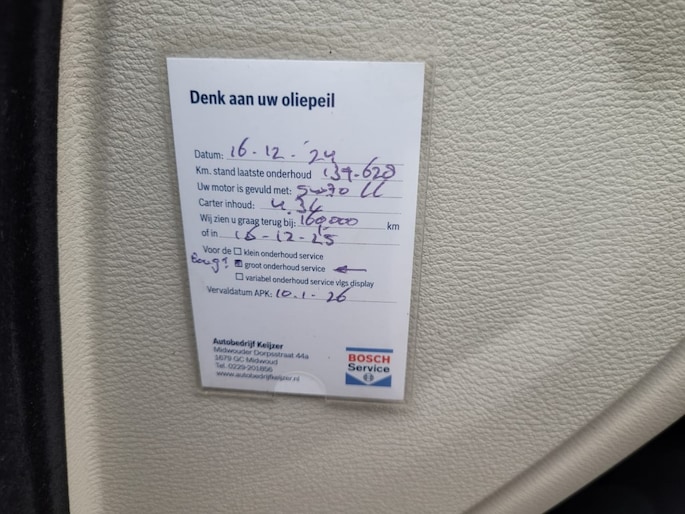 Denk aan uw oliepeil
Datum: 16-12-'24
Km. stand laatste onderhoud 139-628
Uw motor is gevuld met: 5w30 LL
Carter inhoud: 4.3L
Wij zien u graag terug bij: 160.000 km
of in 16-12-25
Voor de klein onderhoud service
groot onderhoud service
variabel onderhoud service vlgs display
Vervaldatum APK: 10.1-26
Autobedrijf Keijzer
Midwouder Dorpsstraat 44a
1679 GC Midwoud
Tel. 0229-201806
www.autobedrijfkeijzer.nl
BOSCH
Service